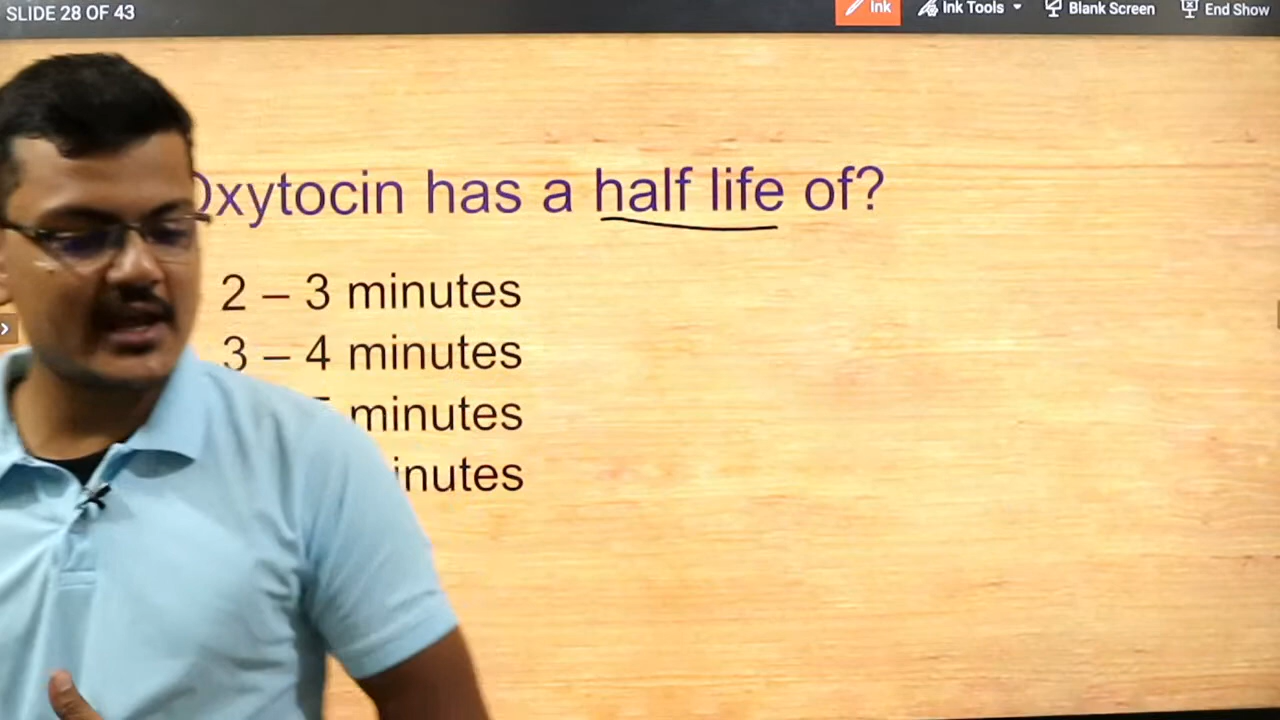 SLIDE 28 OF 43
Ink
Ink Tools
Blank Screen
End Show
Oxytocin has a half life of?
2 – 3 minutes
3 – 4 minutes
minutes